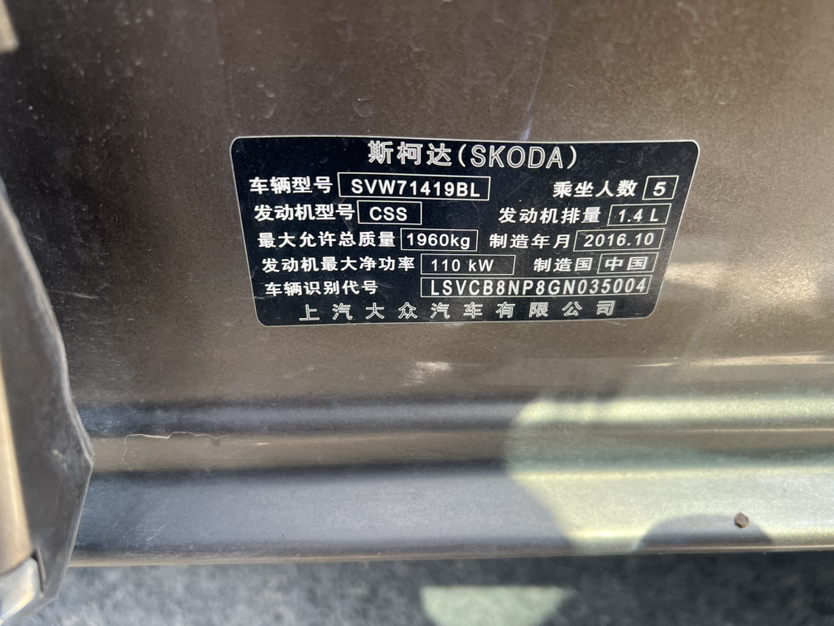 斯柯达(SKODA)
车辆型号 SVW71419BL 乘坐人数 5
发动机型号 CSS 发动机排量 1.4 L
最大允许总质量 1960kg 制造年月 2016.10
发动机最大净功率 110 kW 制造国 中国
车辆识别代号 LSVCB8NP8GN035004
上汽大众汽车有限公司